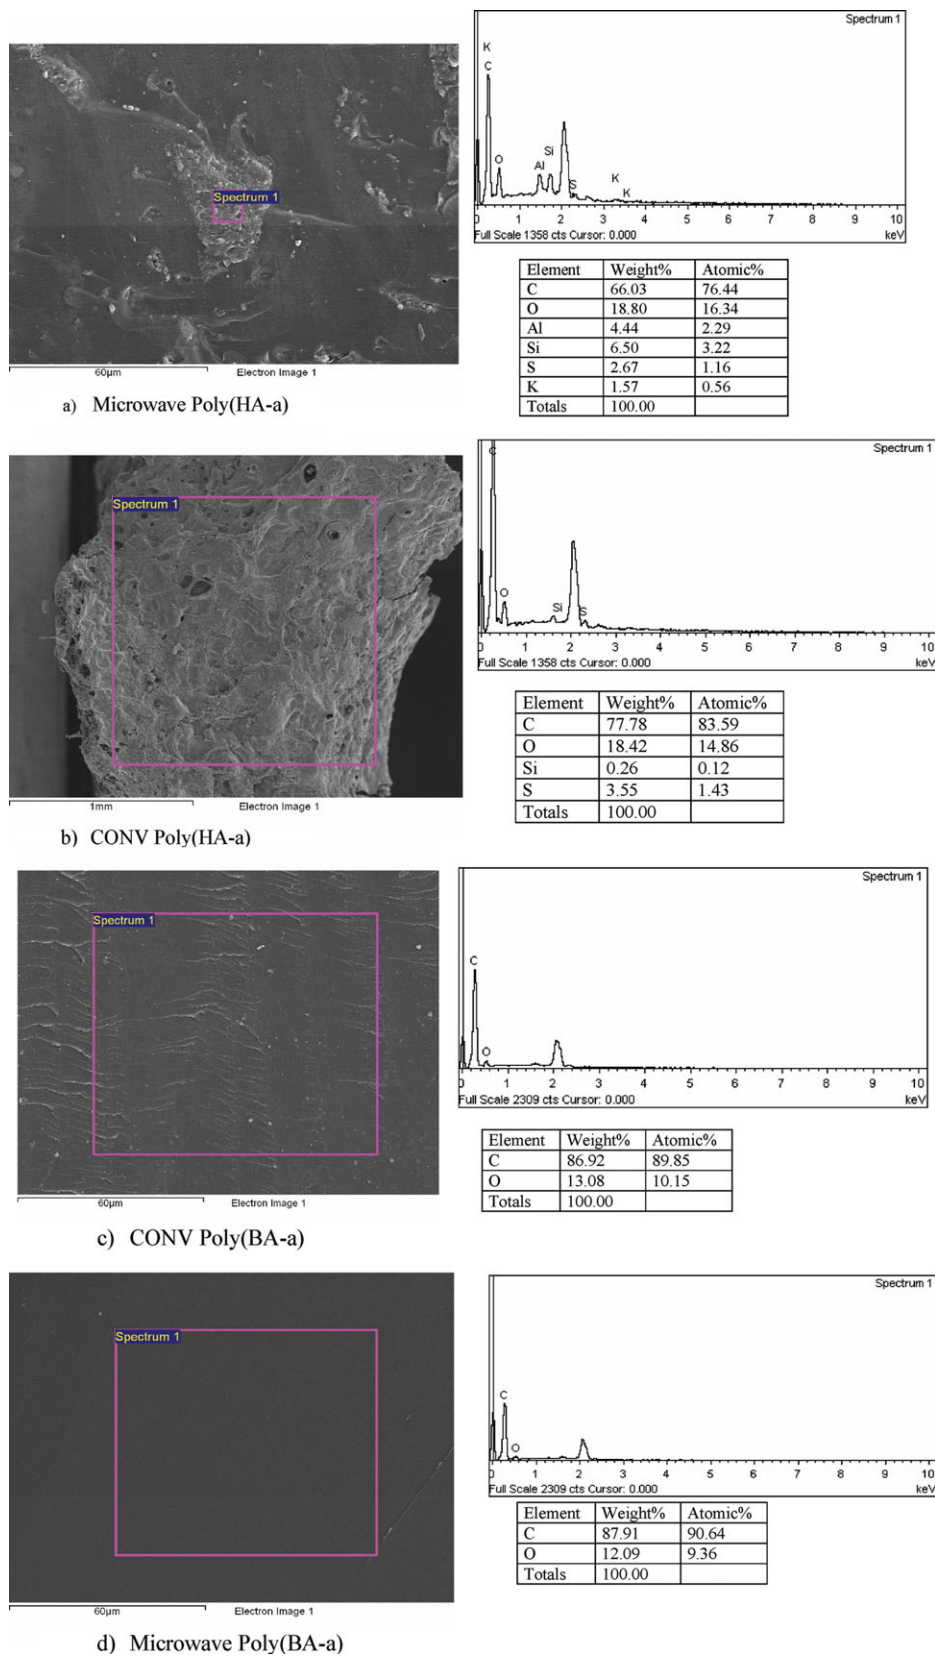 Spectrum 1
K
C
O
Al
Si
S
K
K
0 1 2 3 4 5 6 7 8 9 10
Full Scale 1358 cts Cursor: 0.000
keV
Spectrum 1
60µm
Electron Image 1
Element Weight% Atomic%
C 66.03 76.44
O 18.80 16.34
Al 4.44 2.29
Si 6.50 3.22
S 2.67 1.16
K 1.57 0.56
Totals 100.00
a) Microwave Poly(HA-a)
Spectrum 1
C
O
Si
S
0 1 2 3 4 5 6 7 8 9 10
Full Scale 1358 cts Cursor: 0.000
keV
Spectrum 1
1mm
Electron Image 1
Element Weight% Atomic%
C 77.78 83.59
O 18.42 14.86
Si 0.26 0.12
S 3.55 1.43
Totals 100.00
b) CONV Poly(HA-a)
Spectrum 1
C
O
0 1 2 3 4 5 6 7 8 9 10
Full Scale 2309 cts Cursor: 0.000
keV
Spectrum 1
60µm
Electron Image 1
Element Weight% Atomic%
C 86.92 89.85
O 13.08 10.15
Totals 100.00
c) CONV Poly(BA-a)
Spectrum 1
C
O
0 1 2 3 4 5 6 7 8 9 10
Full Scale 2309 cts Cursor: 0.000
keV
Spectrum 1
60µm
Electron Image 1
Element Weight% Atomic%
C 87.91 90.64
O 12.09 9.36
Totals 100.00
d) Microwave Poly(BA-a)